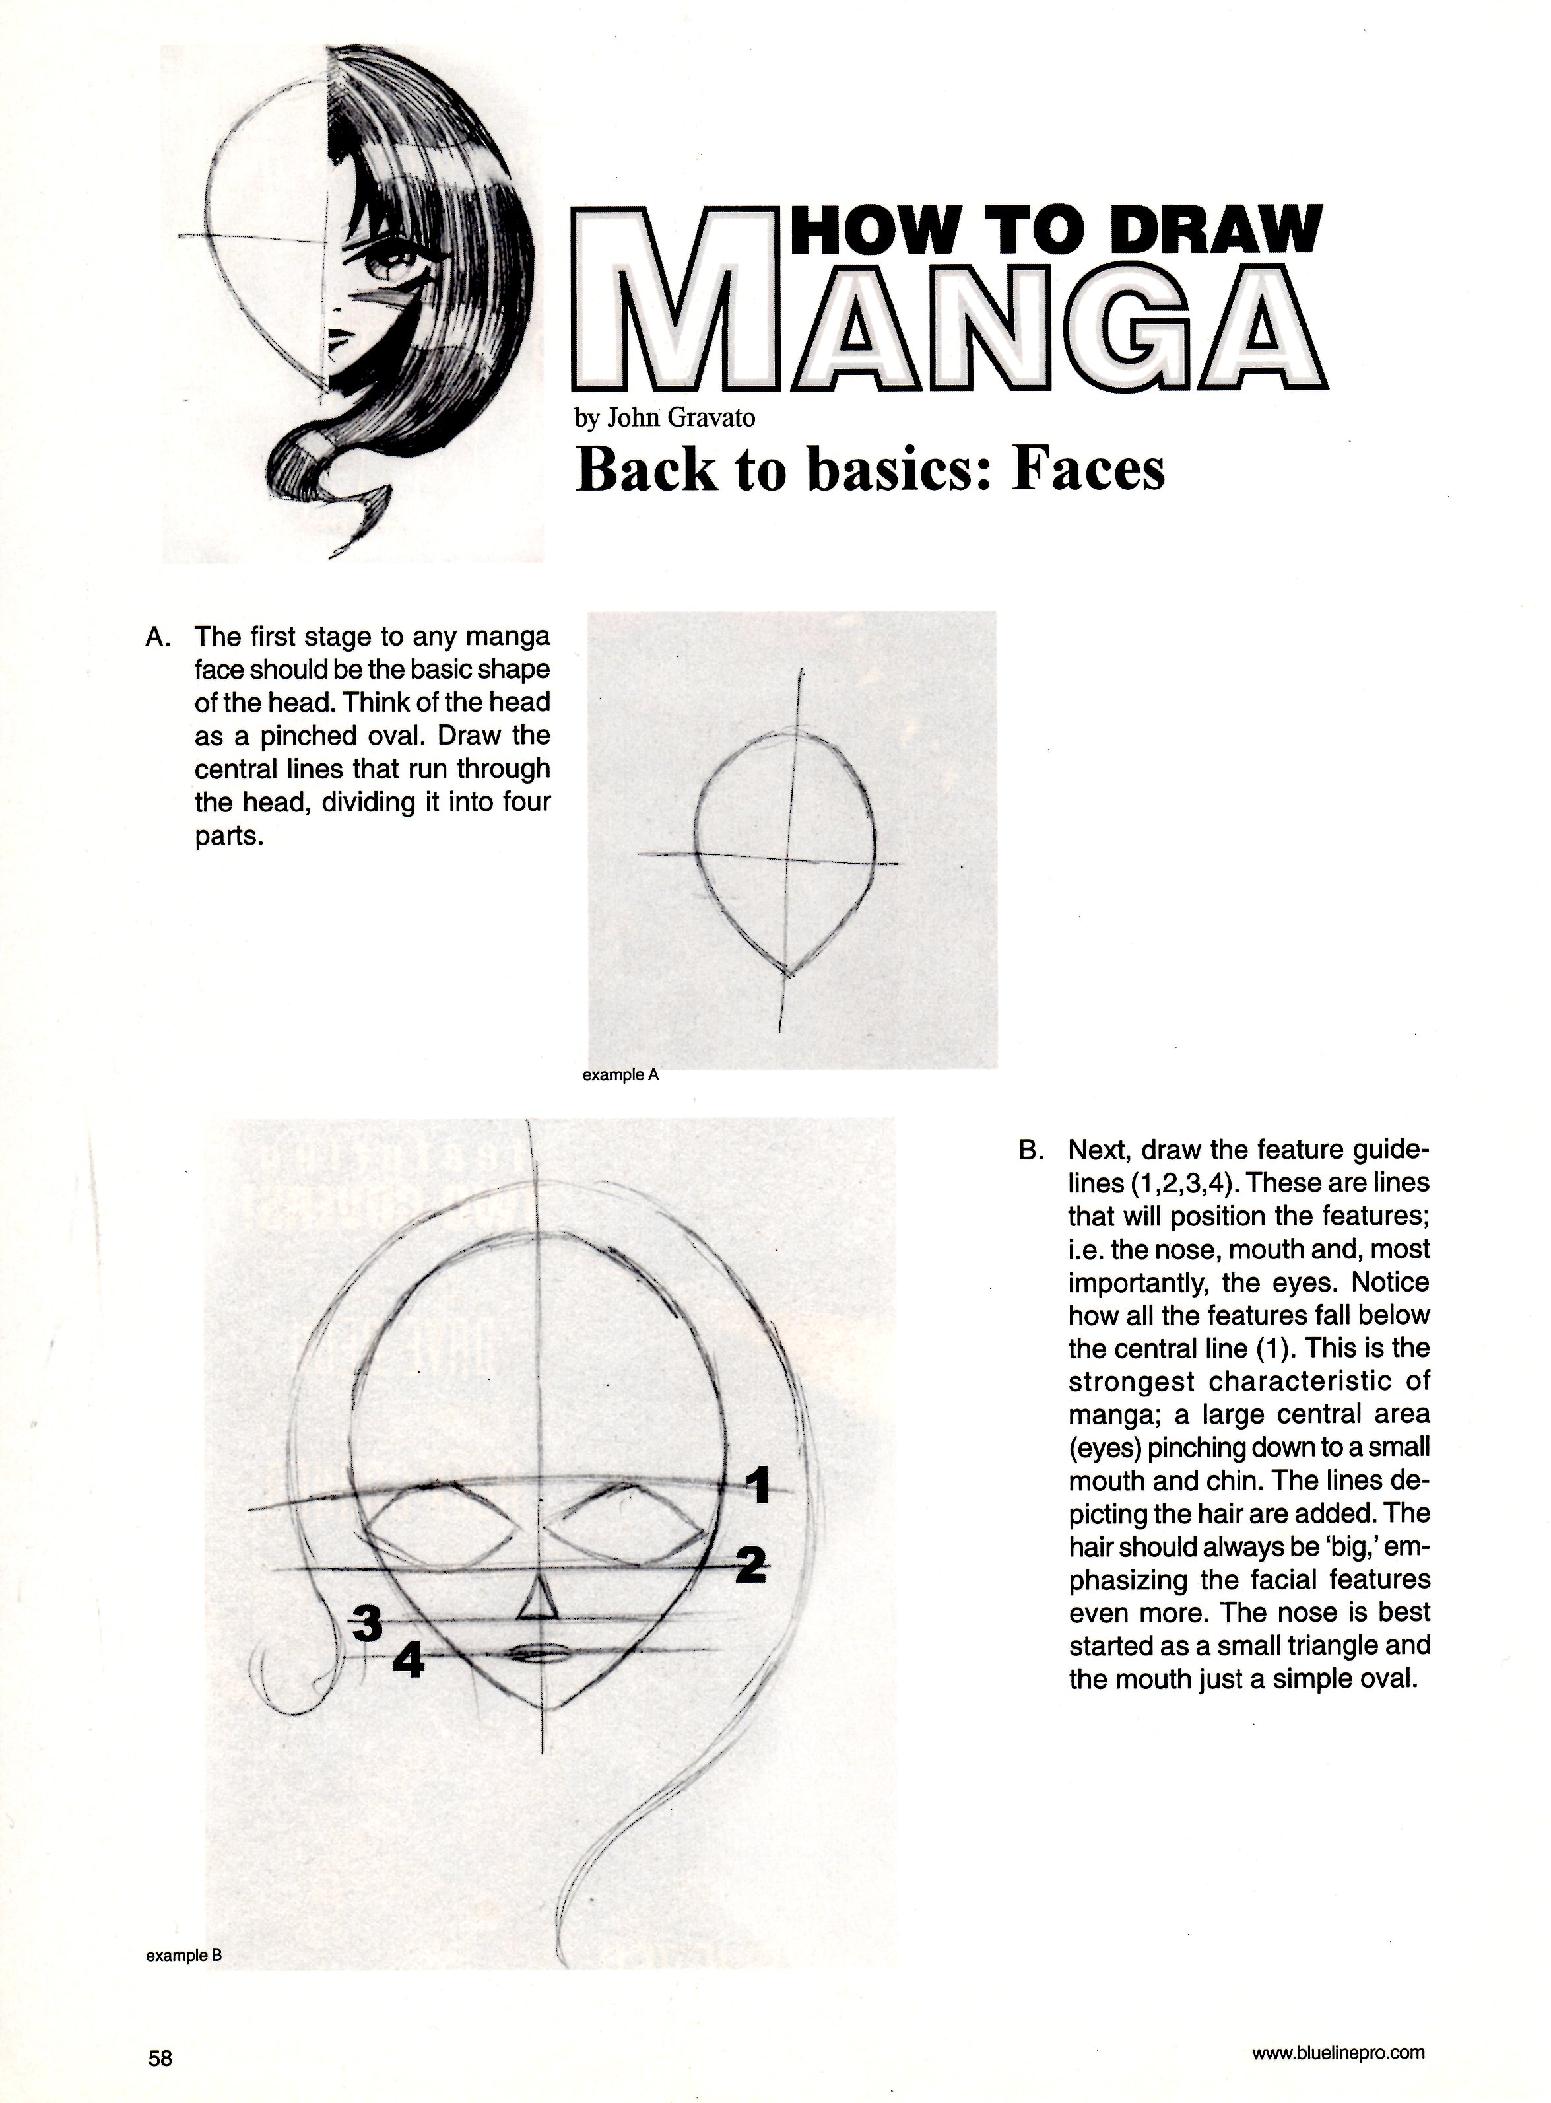 HOW TO DRAW
MANGA
by John Gravato
Back to basics: Faces
A. The first stage to any manga
face should be the basic shape
of the head. Think of the head
as a pinched oval. Draw the
central lines that run through
the head, dividing it into four
parts.
example A
B. Next, draw the feature guide-
lines (1,2,3,4). These are lines
that will position the features;
i.e. the nose, mouth and, most
importantly, the eyes. Notice
how all the features fall below
the central line (1). This is the
strongest characteristic of
manga; a large central area
(eyes) pinching down to a small
mouth and chin. The lines de-
picting the hair are added. The
hair should always be ‘big,’ em-
phasizing the facial features
even more. The nose is best
started as a small triangle and
the mouth just a simple oval.
1
2
3
4
example B
58
www.bluelinepro.com